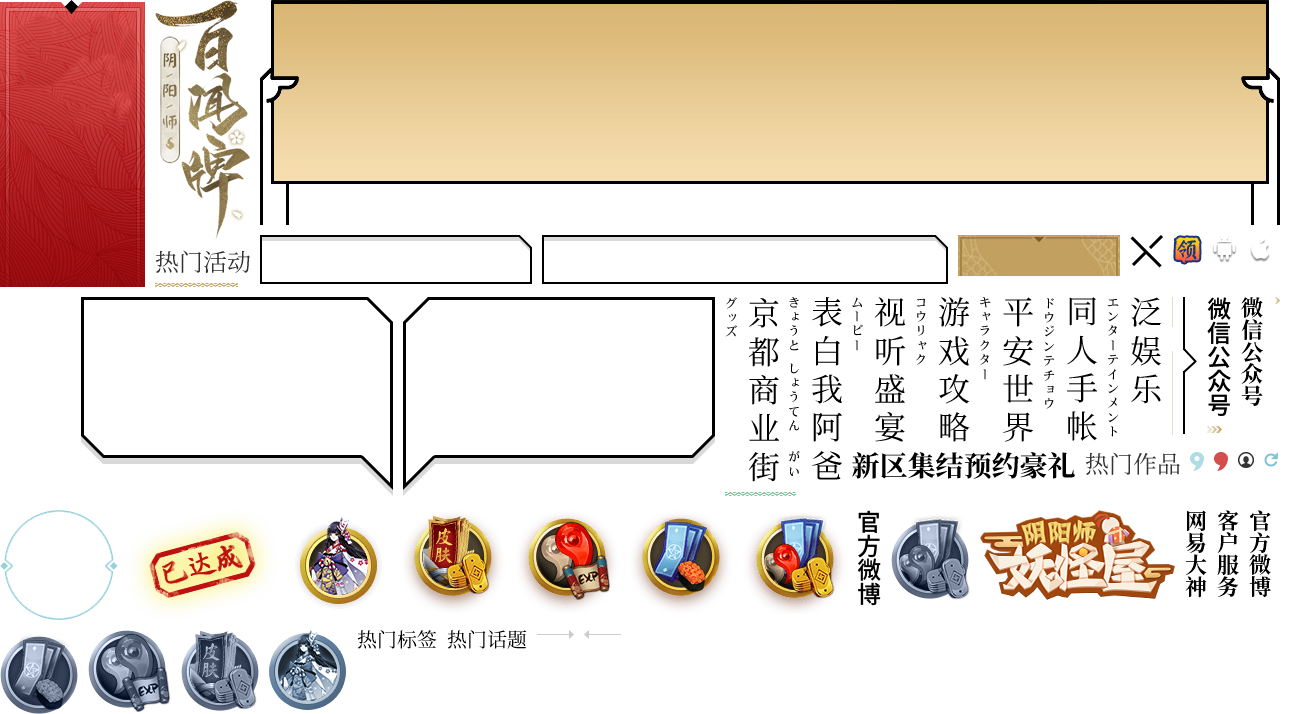 百闻牌
阴阳师
热门活动
领
グッズ
京都商业街
きょうと しょうてん がい
表白我阿爸
ムービー
视听盛宴
コウリャク
游戏攻略
キャラクター
平安世界
ドウジンテチョウ
同人手帐
エンターテインメント
泛娱乐
微信公众号
微信公众号
新区集结预约豪礼
热门作品
已达成
皮肤
EXP
官方微博
阴阳师
妖怪屋
网易大神
客户服务
官方微博
EXP
皮肤
热门标签
热门话题